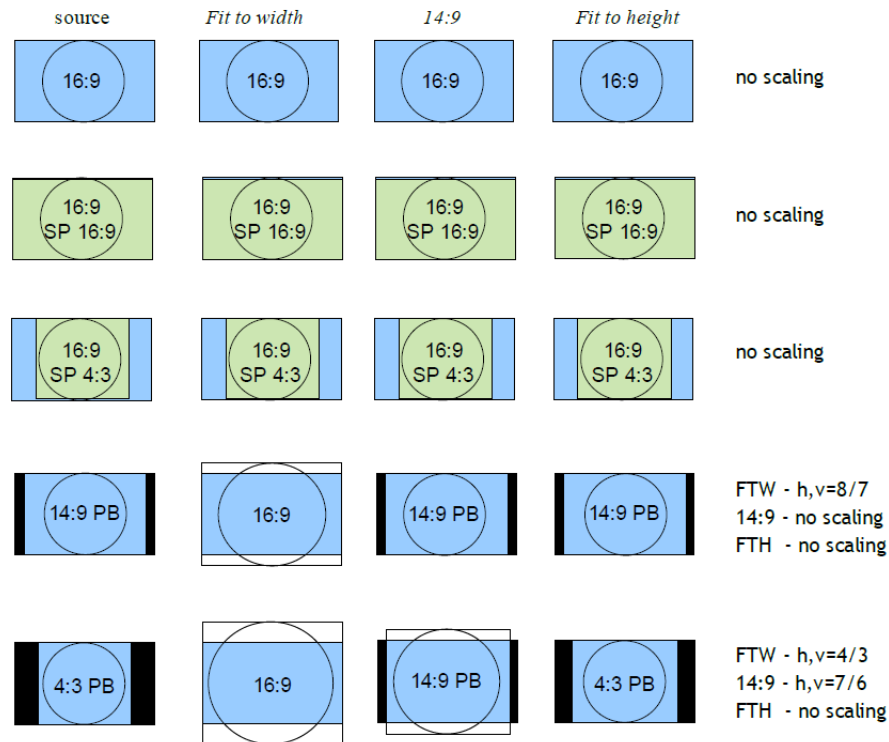 source Fit to width 14:9 Fit to height
16:9 16:9 16:9 16:9 no scaling
16:9 16:9 16:9 16:9
SP 16:9 SP 16:9 SP 16:9 SP 16:9
no scaling
16:9 16:9 16:9 16:9
SP 4:3 SP 4:3 SP 4:3 SP 4:3
no scaling
14:9 PB 16:9 14:9 PB 14:9 PB
FTW - h,v=8/7
14:9 - no scaling
FTH - no scaling
4:3 PB 16:9 14:9 PB 4:3 PB
FTW - h,v=4/3
14:9 - h,v=7/6
FTH - no scaling